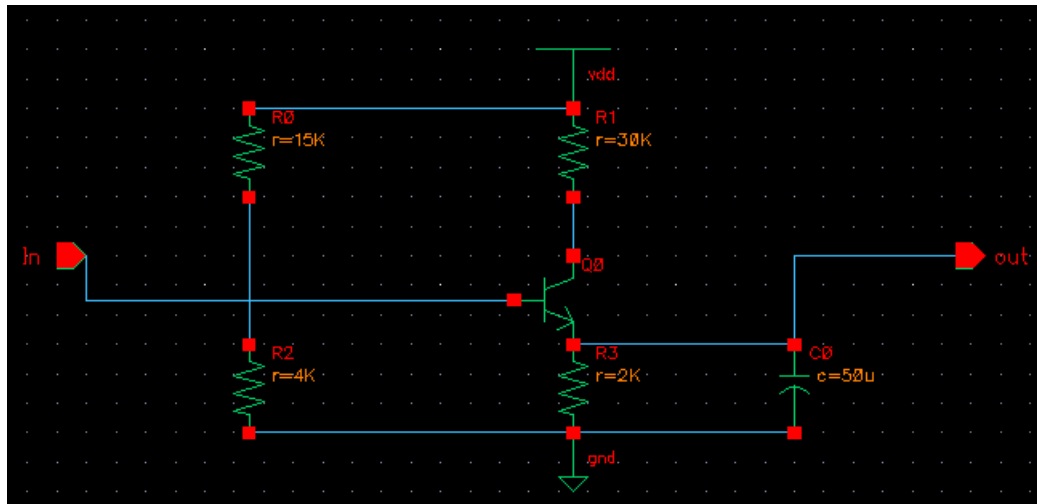 vdd
R0
r=15K
R1
r=30K
In
Q0
out
R2
r=4K
R3
r=2K
C0
c=50u
gnd